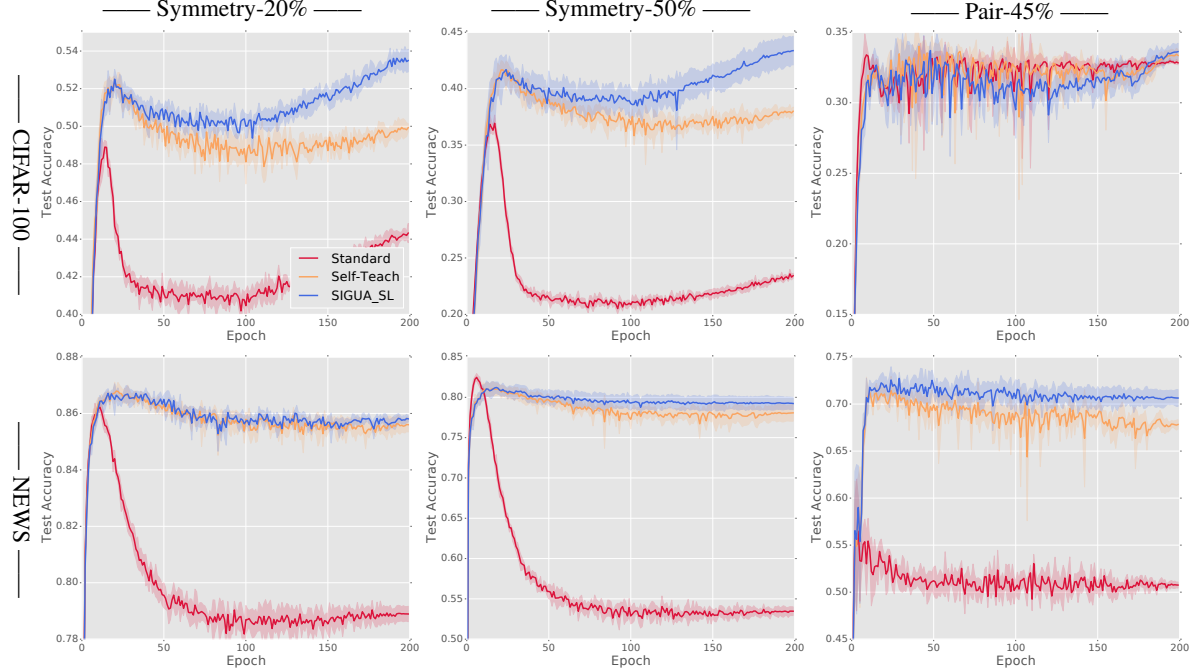 —— Symmetry-20% —— —— Symmetry-50% —— —— Pair-45% ——
—— CIFAR-100 ——
Test Accuracy
0.54
0.52
0.50
0.48
0.46
0.44
0.42
0.40
0 50 100 150 200
Epoch
Standard
Self-Teach
SIGUA_SL
Test Accuracy
0.45
0.40
0.35
0.30
0.25
0.20
0 50 100 150 200
Epoch
Test Accuracy
0.35
0.30
0.25
0.20
0.15
0 50 100 150 200
Epoch
—— NEWS ——
Test Accuracy
0.88
0.86
0.84
0.82
0.80
0.78
0 50 100 150 200
Epoch
Test Accuracy
0.85
0.80
0.75
0.70
0.65
0.60
0.55
0.50
0 50 100 150 200
Epoch
Test Accuracy
0.75
0.70
0.65
0.60
0.55
0.50
0.45
0 50 100 150 200
Epoch